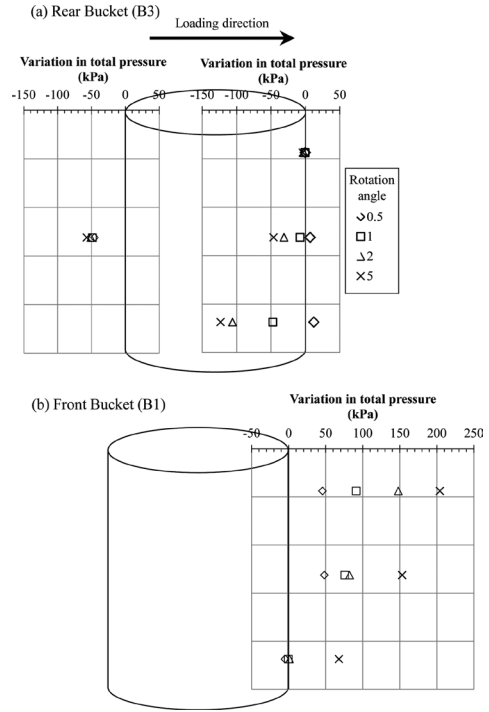 (a) Rear Bucket (B3)
Loading direction
Variation in total pressure
(kPa)
Variation in total pressure
(kPa)
-150 -100 -50 0
-150 -100 -50 0 50
Rotation
angle
0.5
1
2
5
(b) Front Bucket (B1)
Variation in total pressure
(kPa)
-50 0 50 100 150 200 250